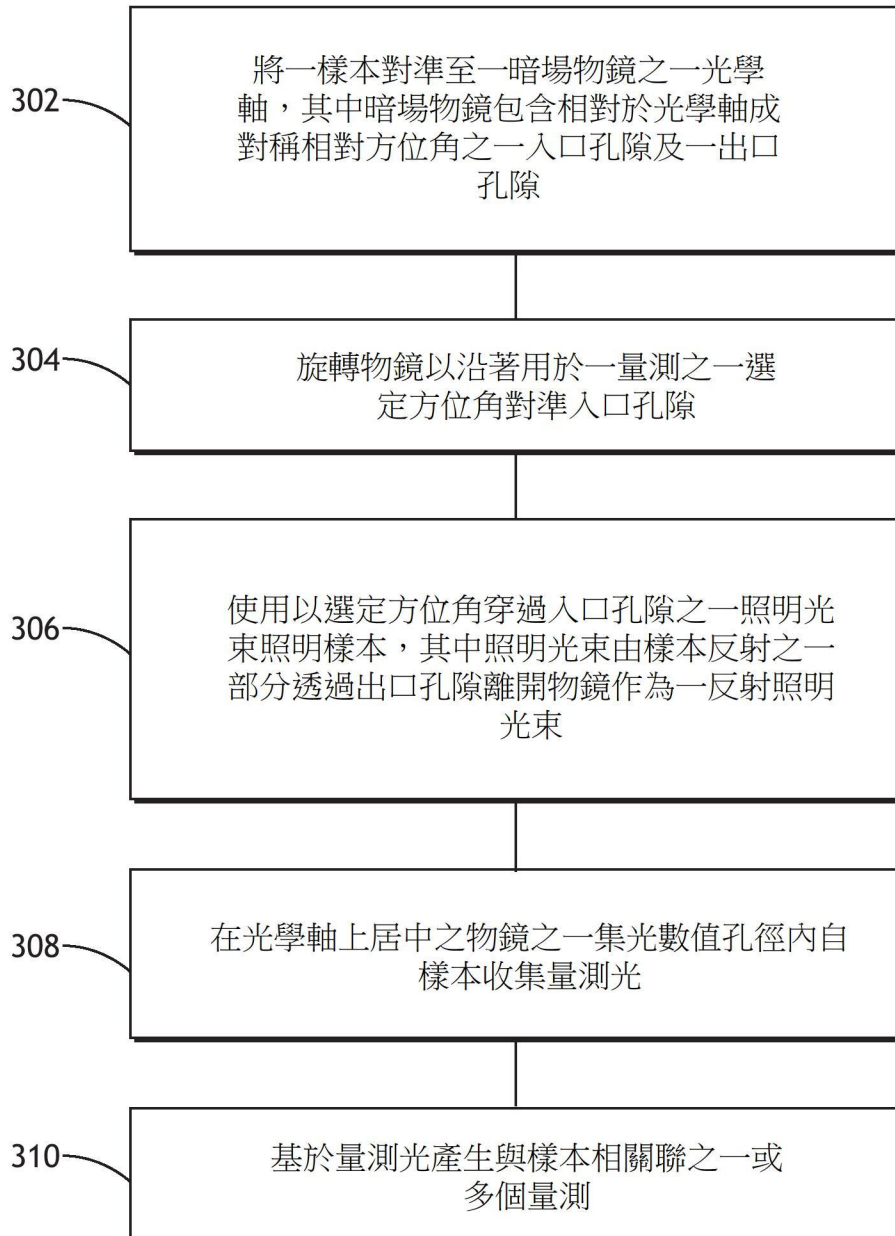 302
將一樣本對準至一暗場物鏡之一光學
軸，其中暗場物鏡包含相對於光學軸成
對稱相對方位角之一入口孔隙及一出口
孔隙
304
旋轉物鏡以沿著用於一量測之一選
定方位角對準入口孔隙
306
使用以選定方位角穿過入口孔隙之一照明光
束照明樣本，其中照明光束由樣本反射之一
部分透過出口孔隙離開物鏡作為一反射照明
光束
308
在光學軸上居中之物鏡之一集光數值孔徑內自
樣本收集量測光
310
基於量測光產生與樣本相關聯之一或
多個量測